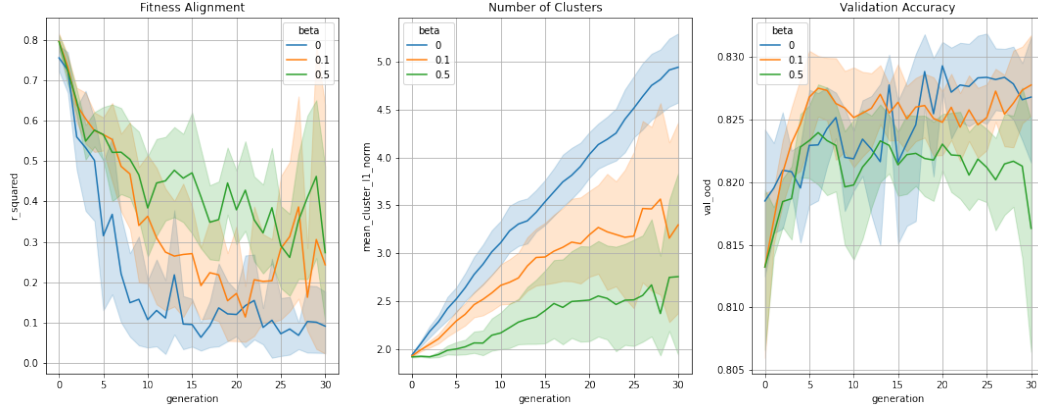 Fitness Alignment
beta
0
0.1
0.5
0.8
0.7
0.6
0.5
0.4
0.3
0.2
0.1
0.0
r_squared
0 5 10 15 20 25 30
generation
Number of Clusters
beta
0
0.1
0.5
5.0
4.5
4.0
3.5
3.0
2.5
2.0
mean_cluster_l1_norm
0 5 10 15 20 25 30
generation
Validation Accuracy
beta
0
0.1
0.5
0.830
0.825
0.820
0.815
0.810
0.805
val_ood
0 5 10 15 20 25 30
generation